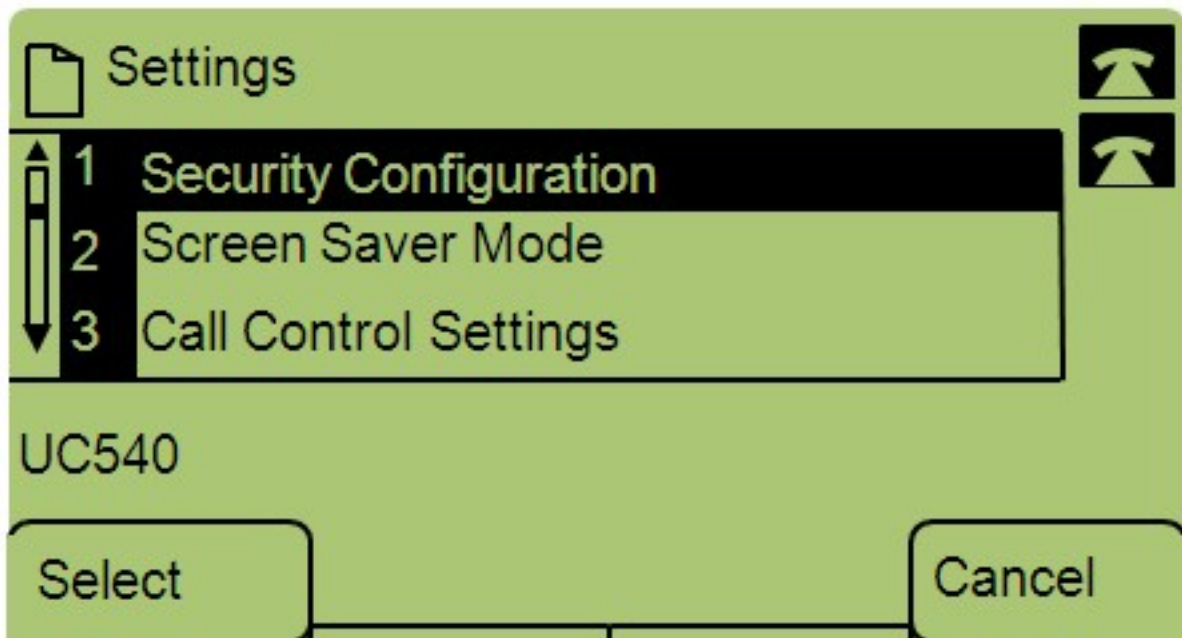 Settings
1 Security Configuration
2 Screen Saver Mode
3 Call Control Settings
UC540
Select Cancel